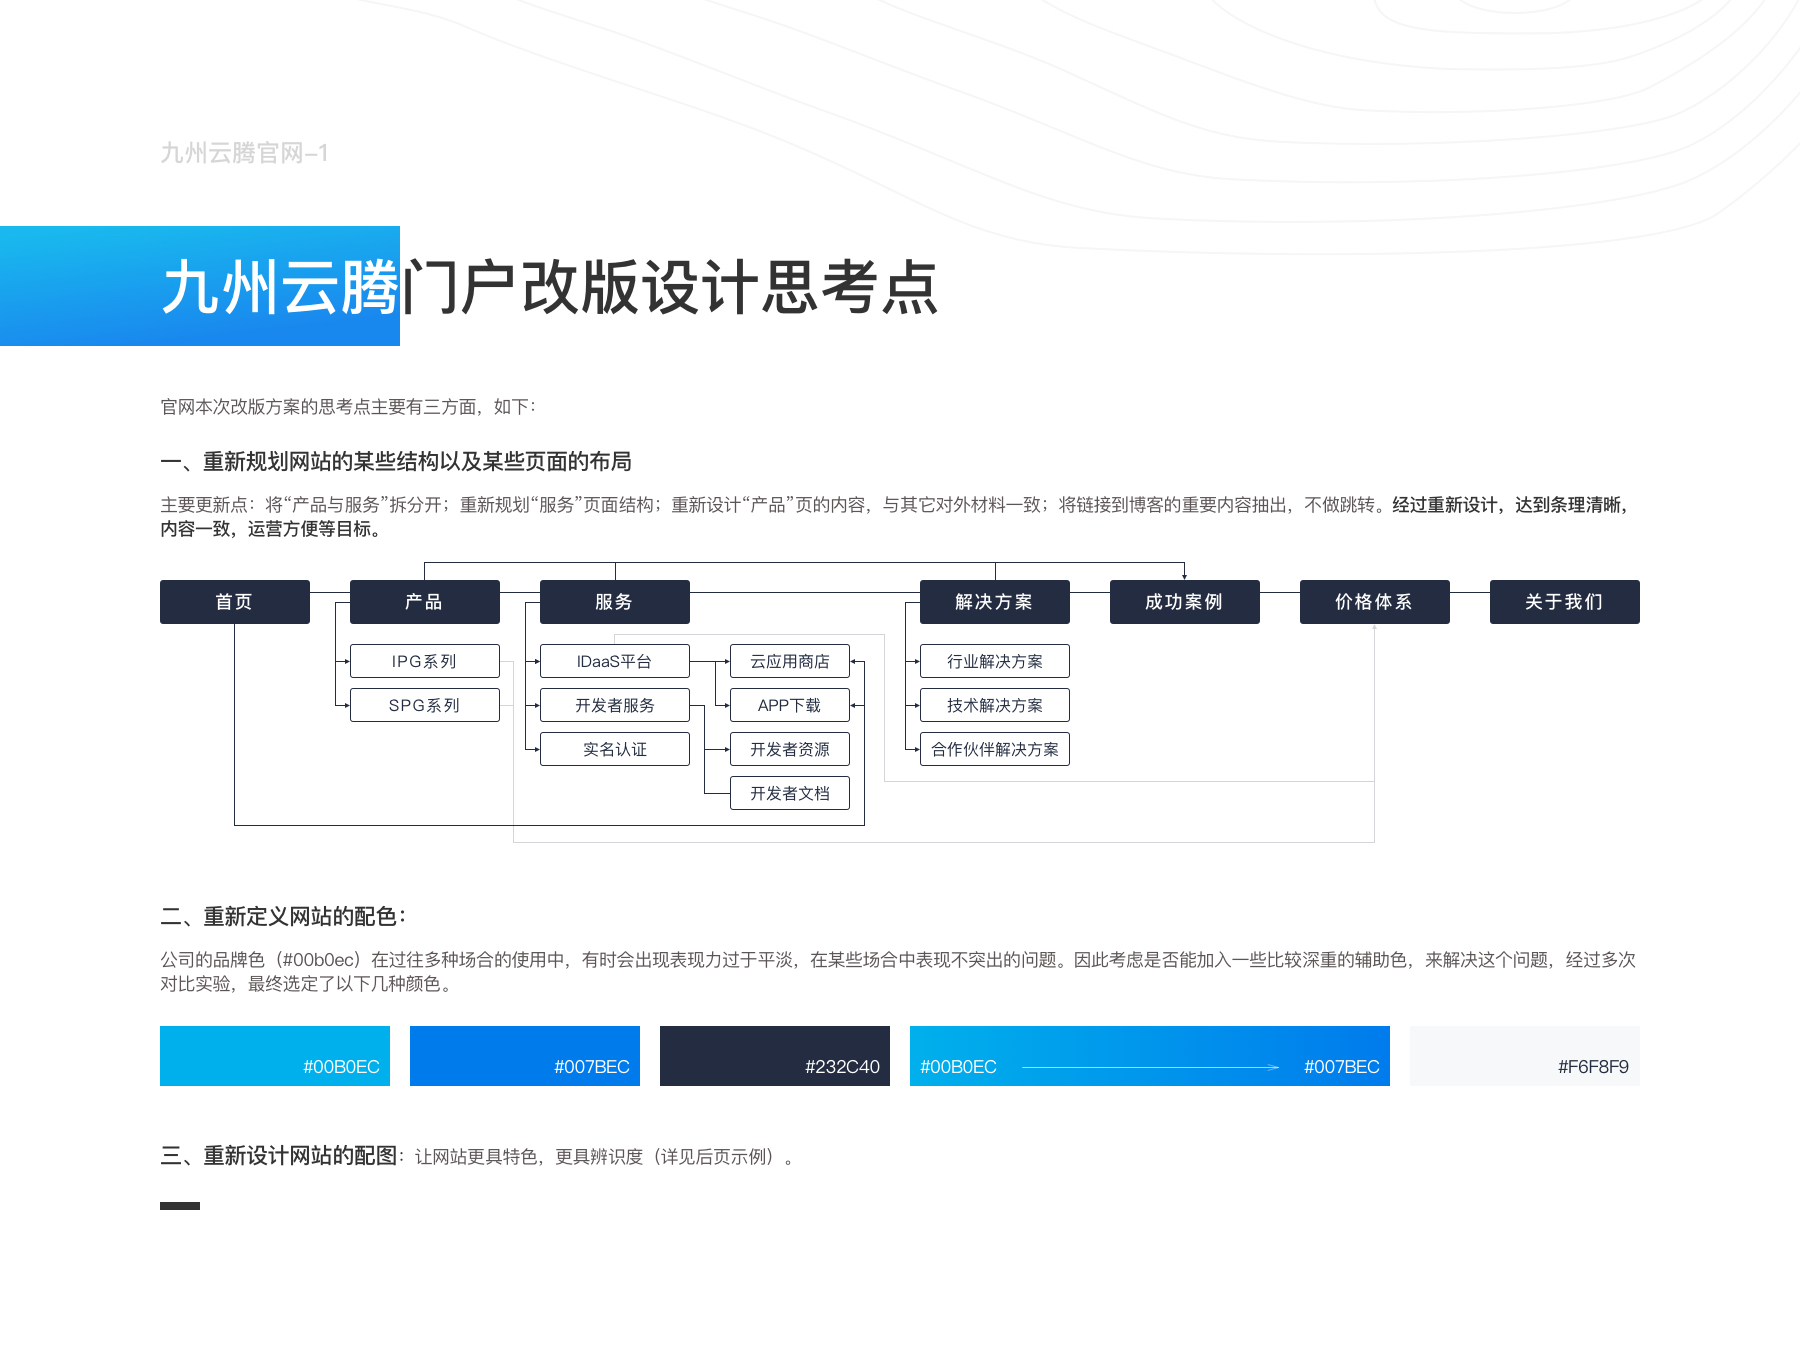 九州云腾官网–1
九州云腾门户改版设计思考点
官网本次改版方案的思考点主要有三方面，如下：
一、重新规划网站的某些结构以及某些页面的布局
主要更新点：将“产品与服务”拆分开；重新规划“服务”页面结构；重新设计“产品”页的内容，与其它对外材料一致；将链接到博客的重要内容抽出，不做跳转。经过重新设计，达到条理清晰，
内容一致，运营方便等目标。
首页
产品
服务
解决方案
成功案例
价格体系
关于我们
IPG系列
IDaaS平台
云应用商店
行业解决方案
SPG系列
开发者服务
APP下载
技术解决方案
实名认证
开发者资源
合作伙伴解决方案
开发者文档
二、重新定义网站的配色：
公司的品牌色（#00b0ec）在过往多种场合的使用中，有时会出现表现力过于平淡，在某些场合中表现不突出的问题。因此考虑是否能加入一些比较深重的辅助色，来解决这个问题，经过多次
对比实验，最终选定了以下几种颜色。
#00B0EC
#007BEC
#232C40
#00B0EC
#007BEC
#F6F8F9
三、重新设计网站的配图：让网站更具特色，更具辨识度（详见后页示例）。